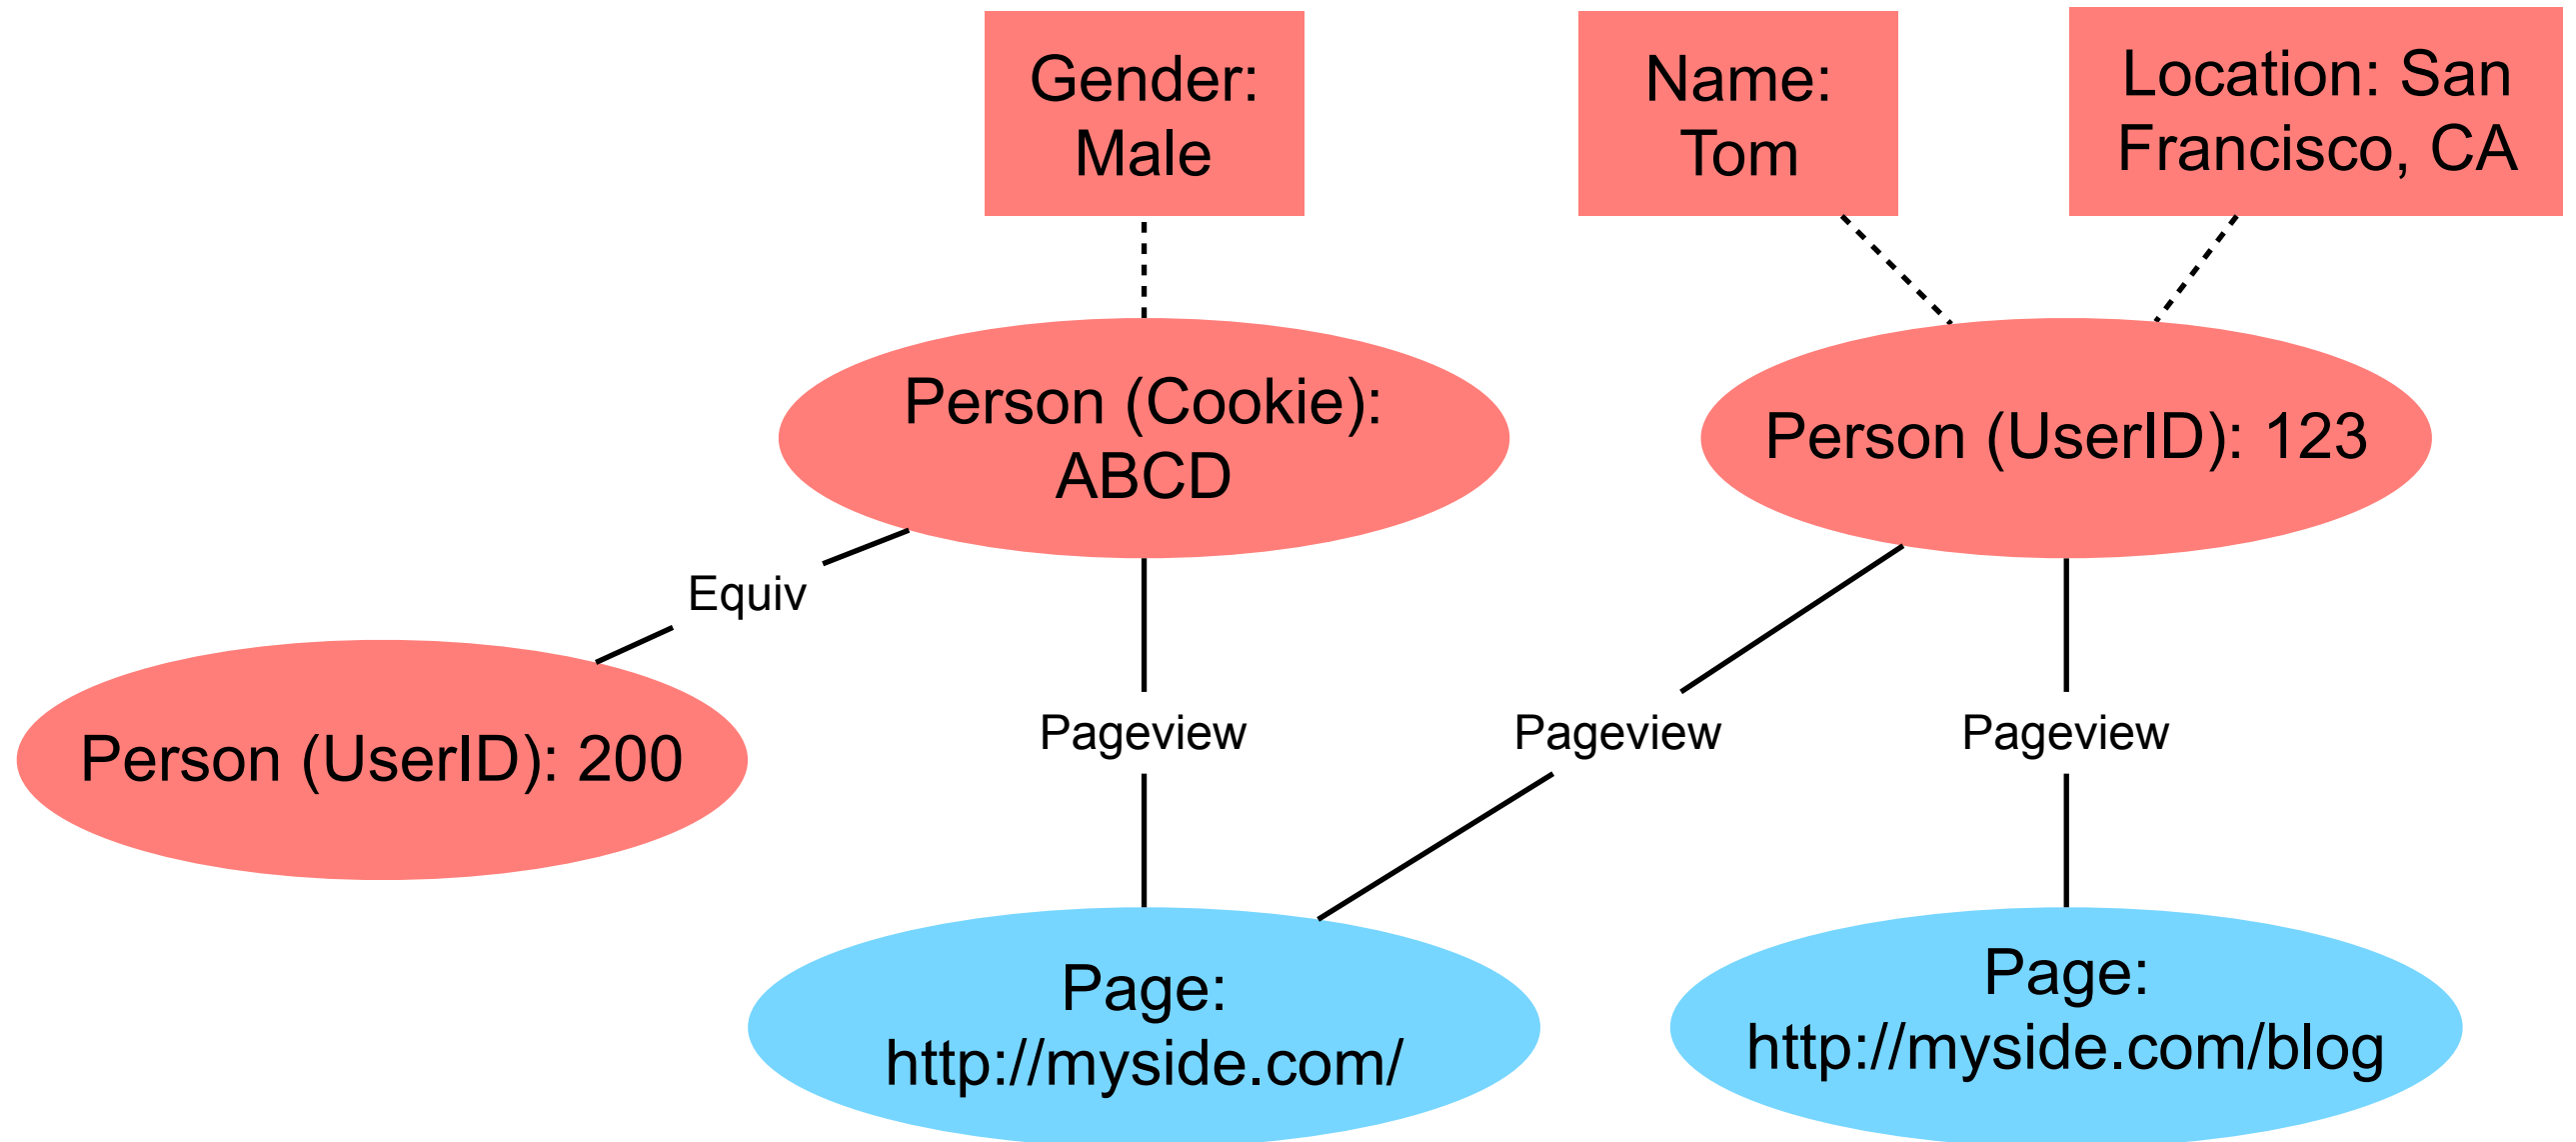 Gender:
Male
Name:
Tom
Location: San
Francisco, CA
Person (Cookie):
ABCD
Person (UserID): 123
Equiv
Person (UserID): 200
Pageview
Pageview
Pageview
Page:
http://myside.com/
Page:
http://myside.com/blog